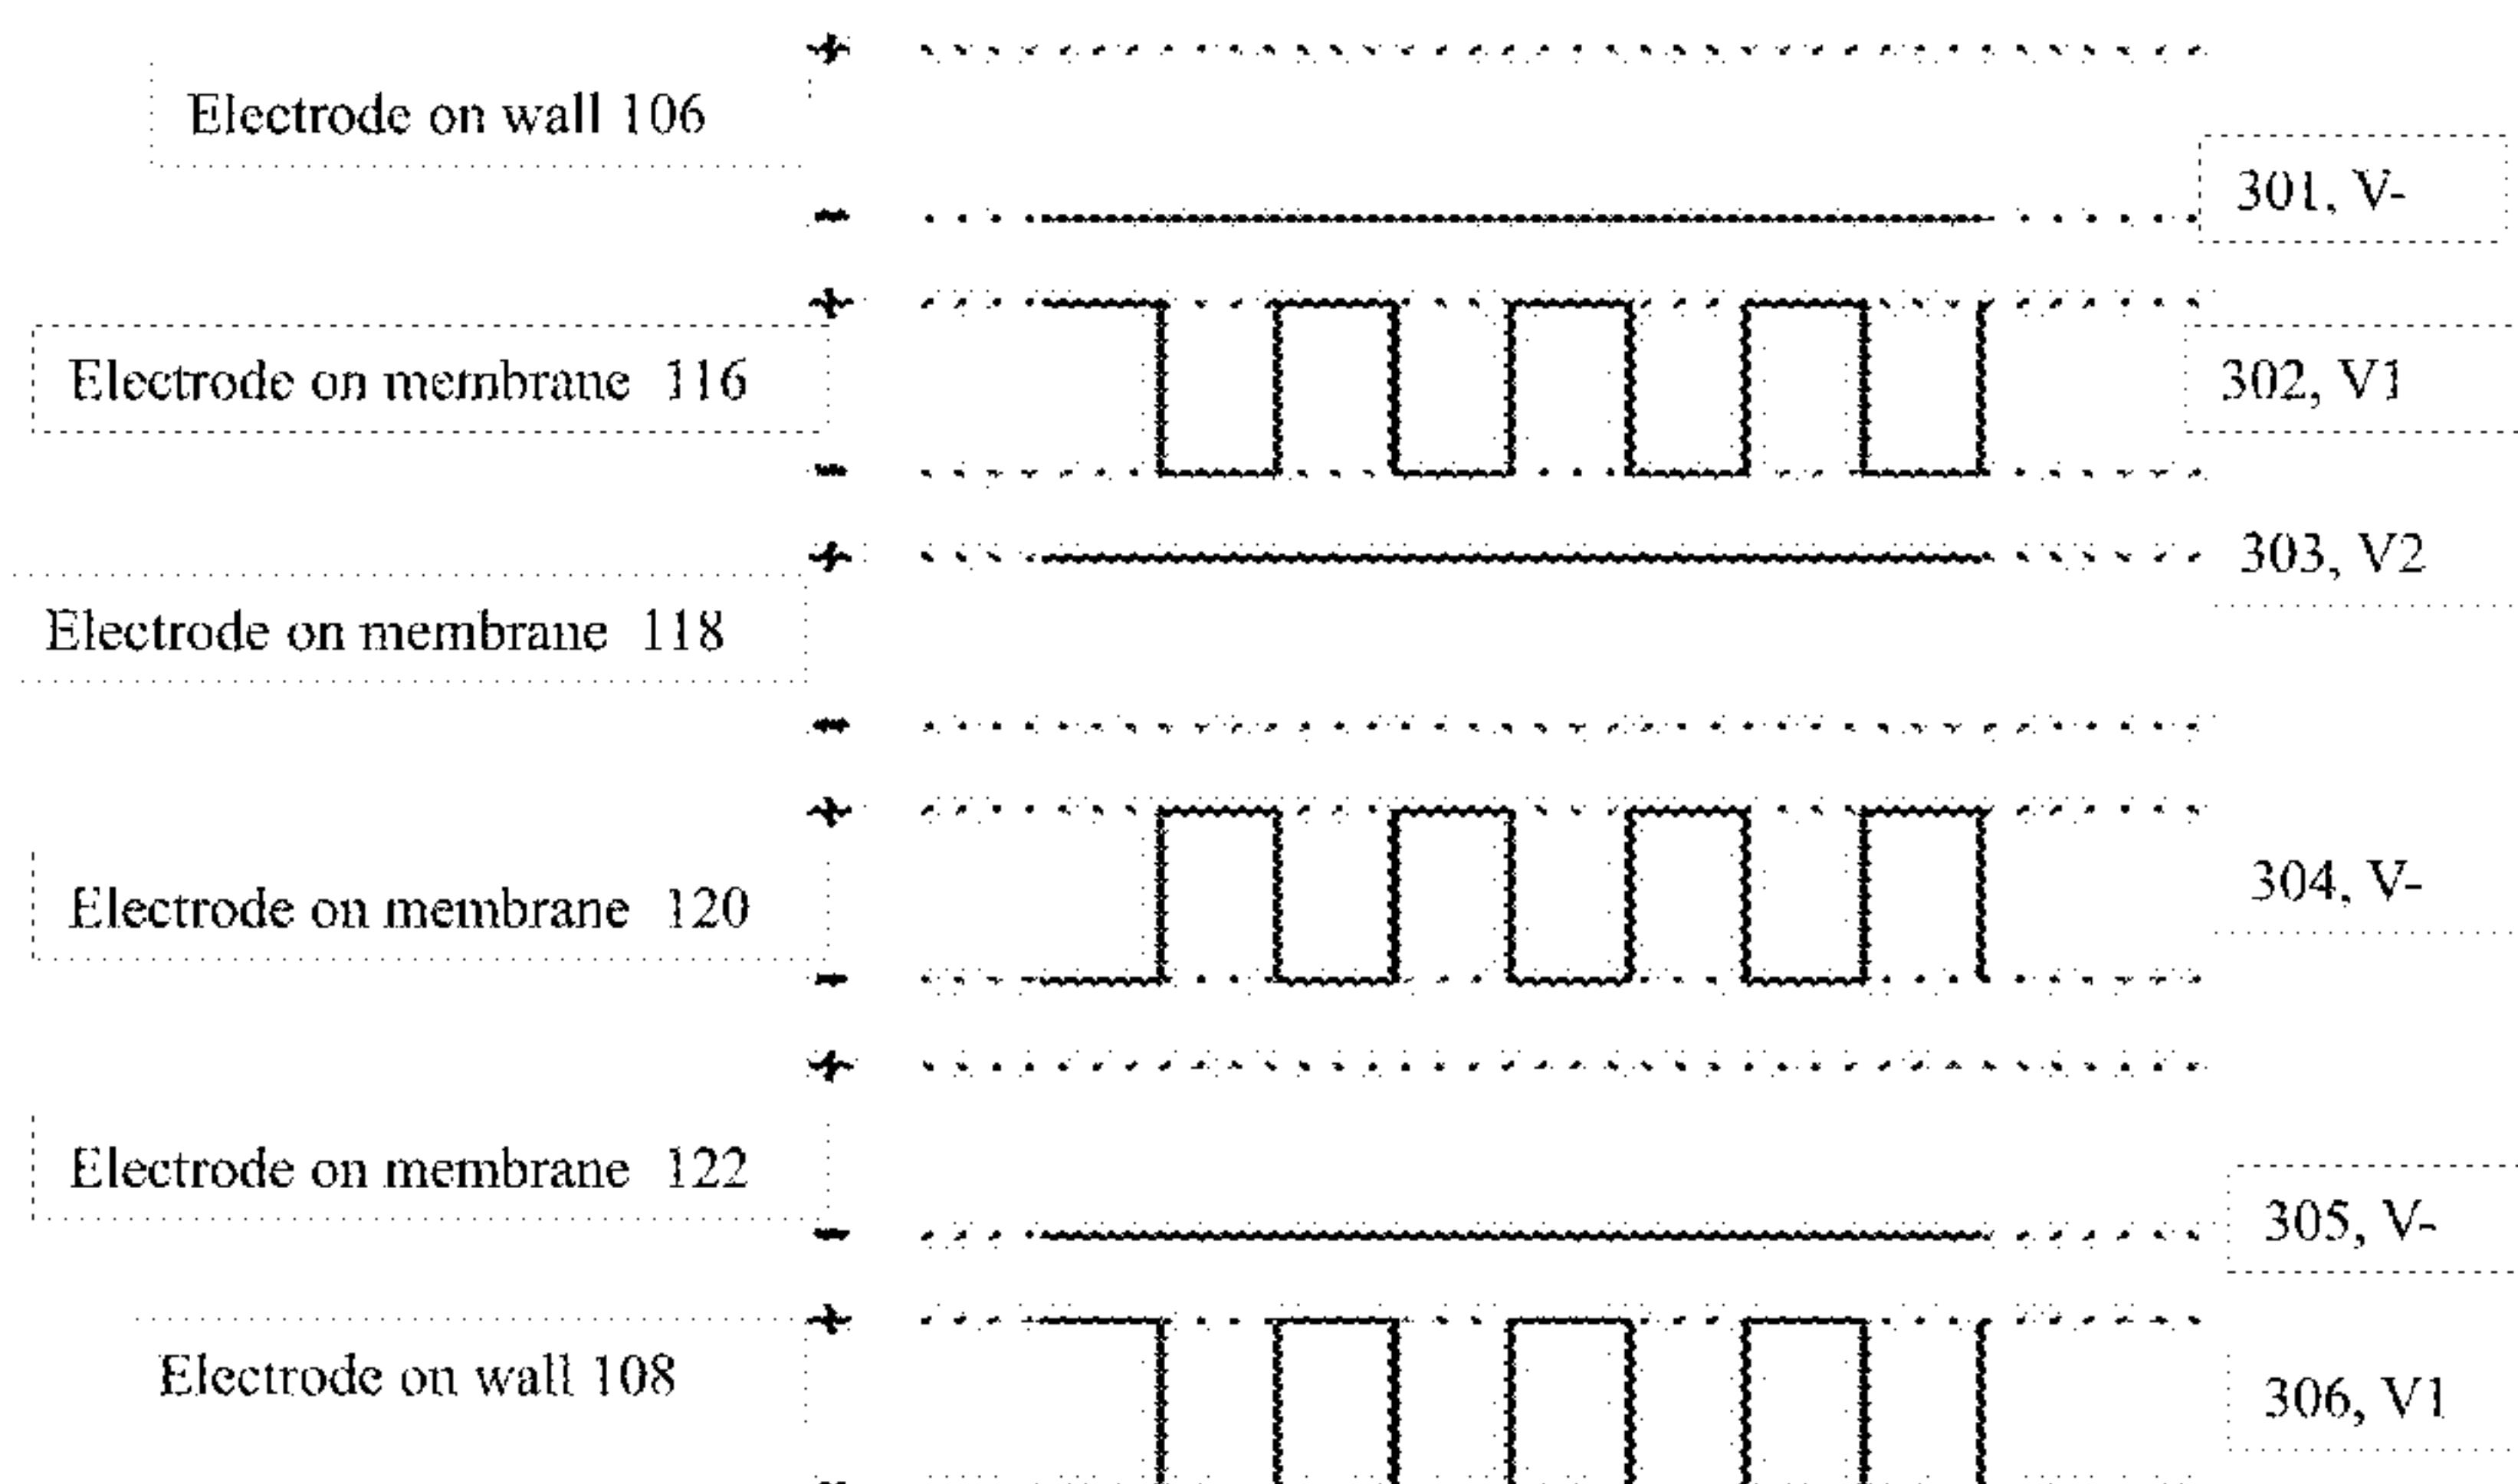 +
Electrode on wall 106
-
301, V-
+
Electrode on membrane 116
302, V1
-
+
303, V2
Electrode on membrane 118
-
+
Electrode on membrane 120
304, V-
-
+
Electrode on membrane 122
-
305, V-
+
Electrode on wall 108
306, V1